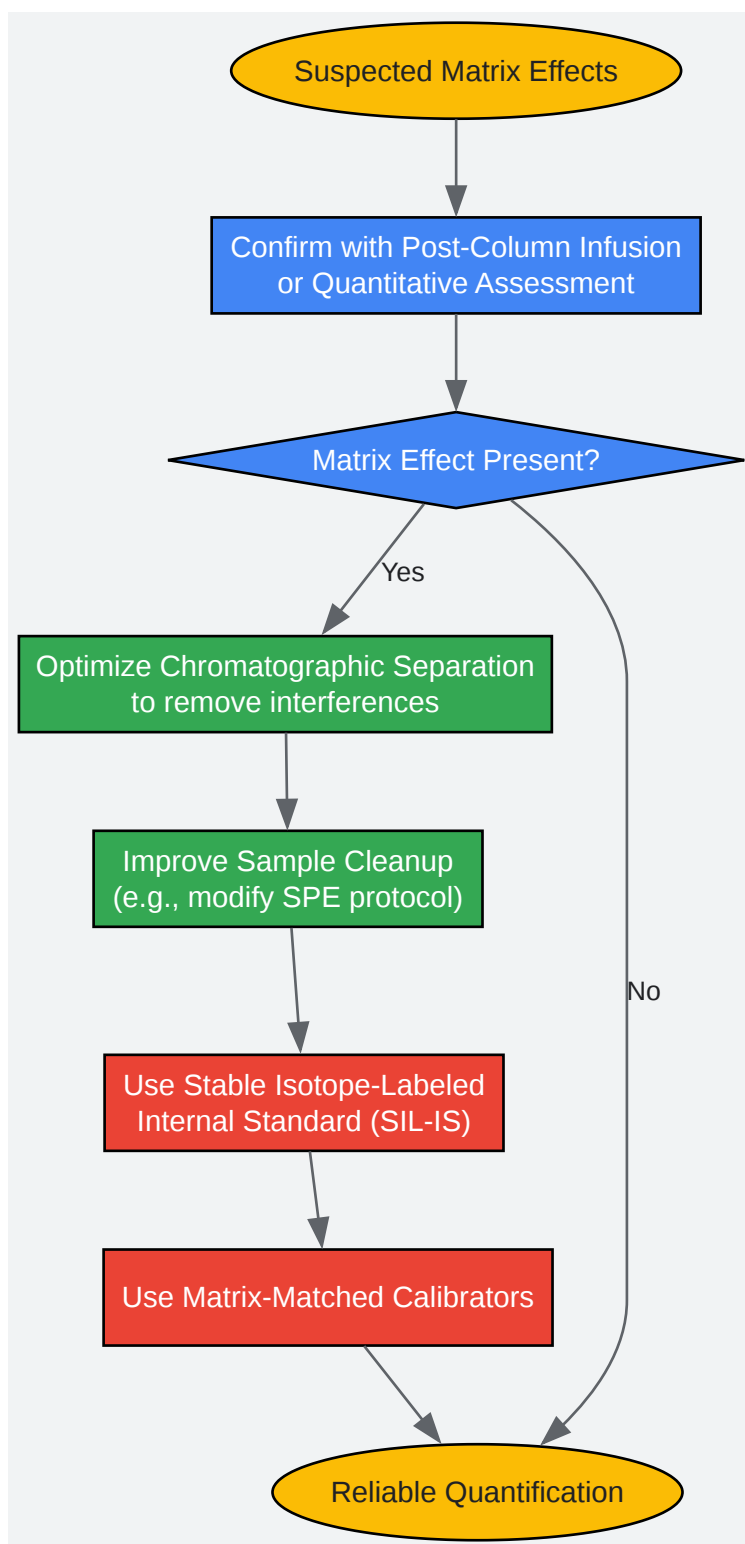 Suspected Matrix Effects
Confirm with Post-Column Infusion
or Quantitative Assessment
Matrix Effect Present?
Yes
Optimize Chromatographic Separation
to remove interferences
Improve Sample Cleanup
(e.g., modify SPE protocol)
No
Use Stable Isotope-Labeled
Internal Standard (SIL-IS)
Use Matrix-Matched Calibrators
Reliable Quantification